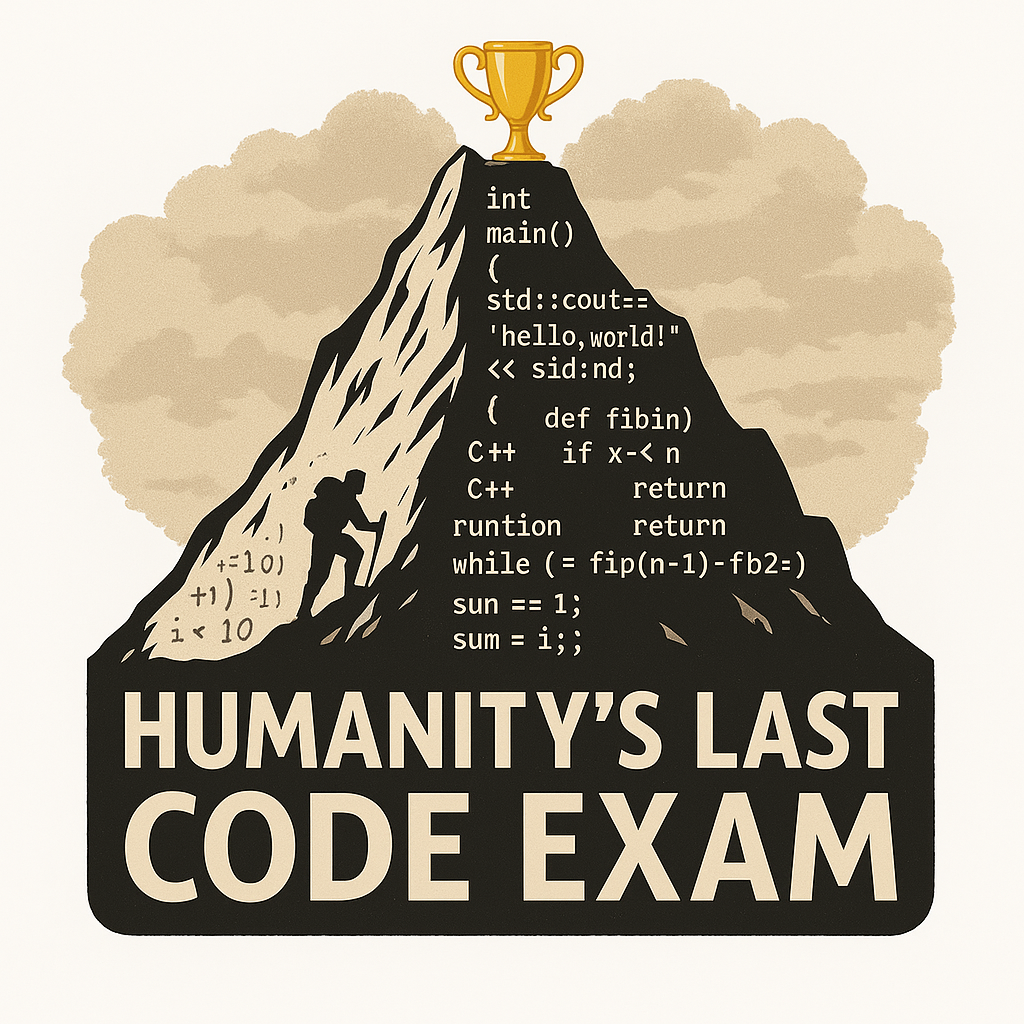 int
main()
(
std::cout==
'hello,world!"
<< sid:nd;
( def fibin)
C++ if x-< n
C++ return
runtion return
while (= fip(n-1)-fb2=)
sun == 1;
sum = i;;
.)
+=10)
+1) =1)
i < 10
HUMANITY'S LAST
CODE EXAM